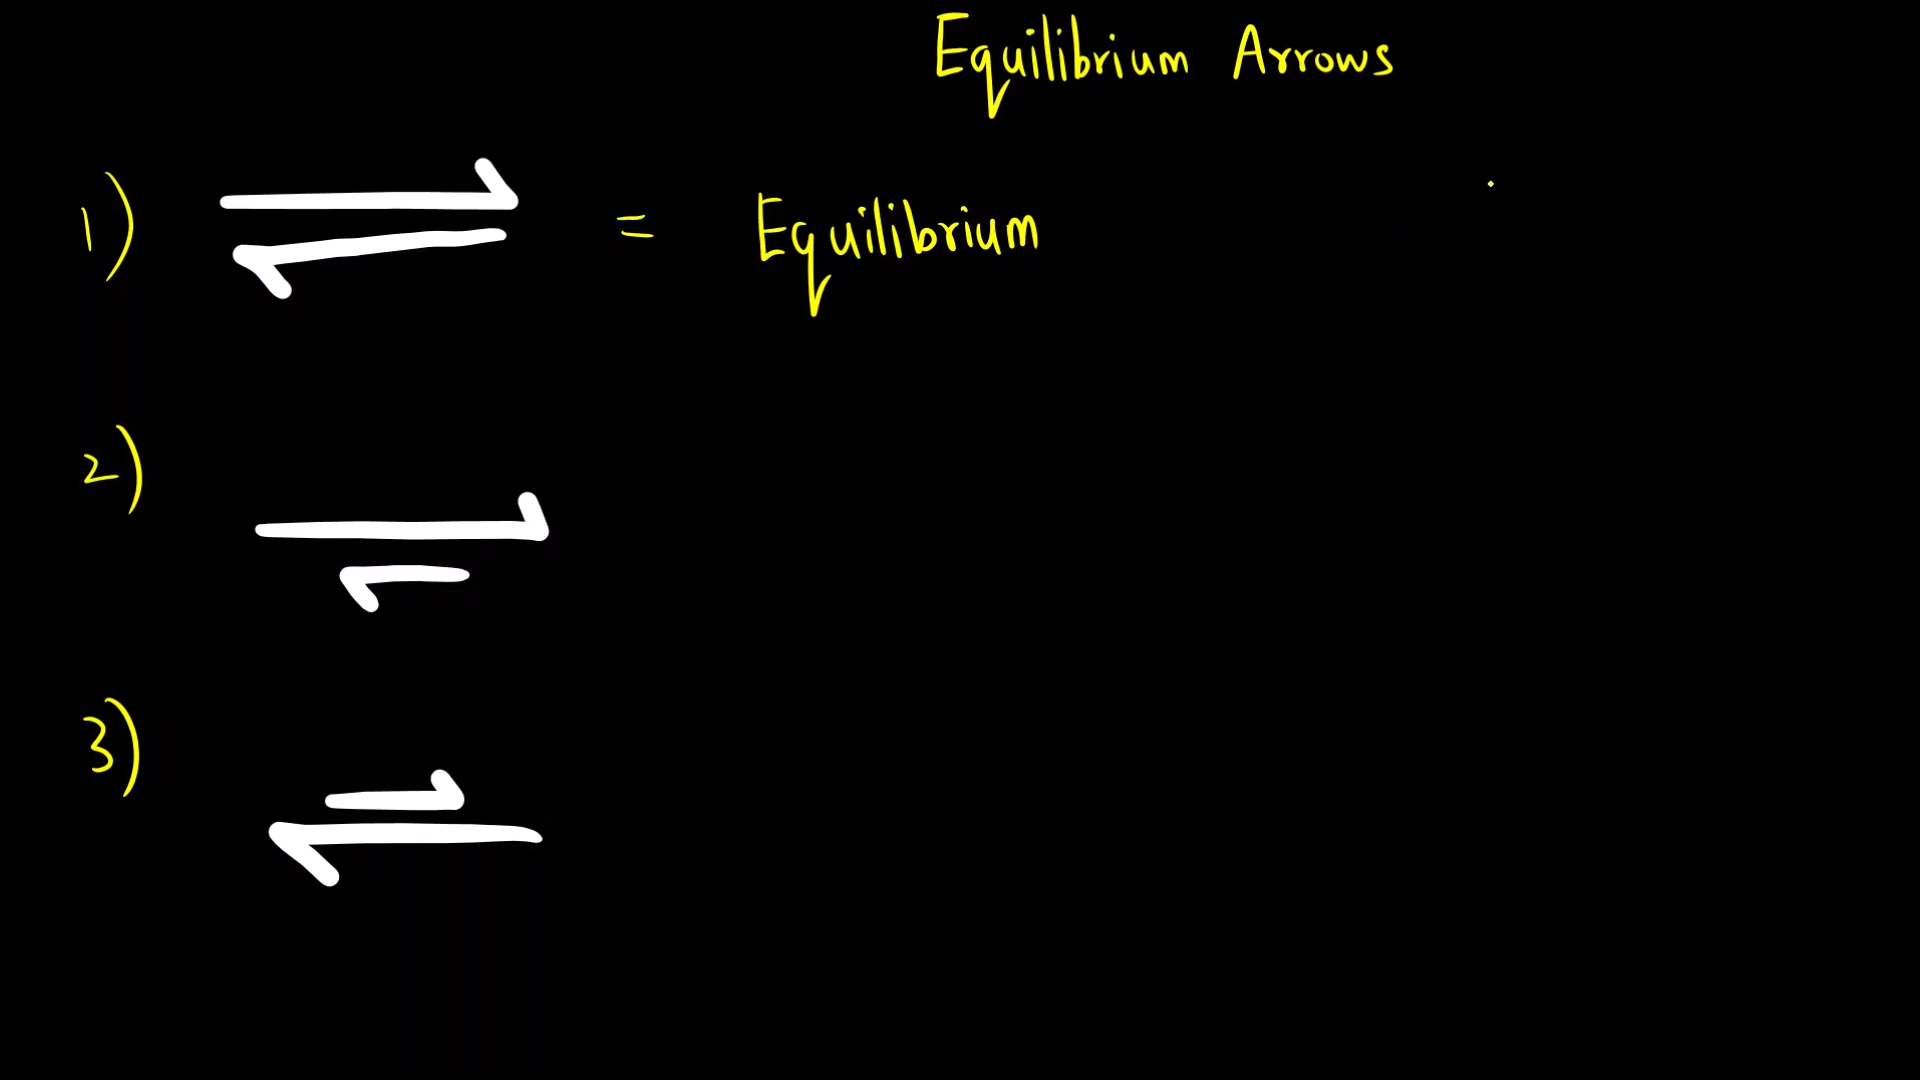 Equilibrium Arrows
1) ⇌ = Equilibrium
2)
3)